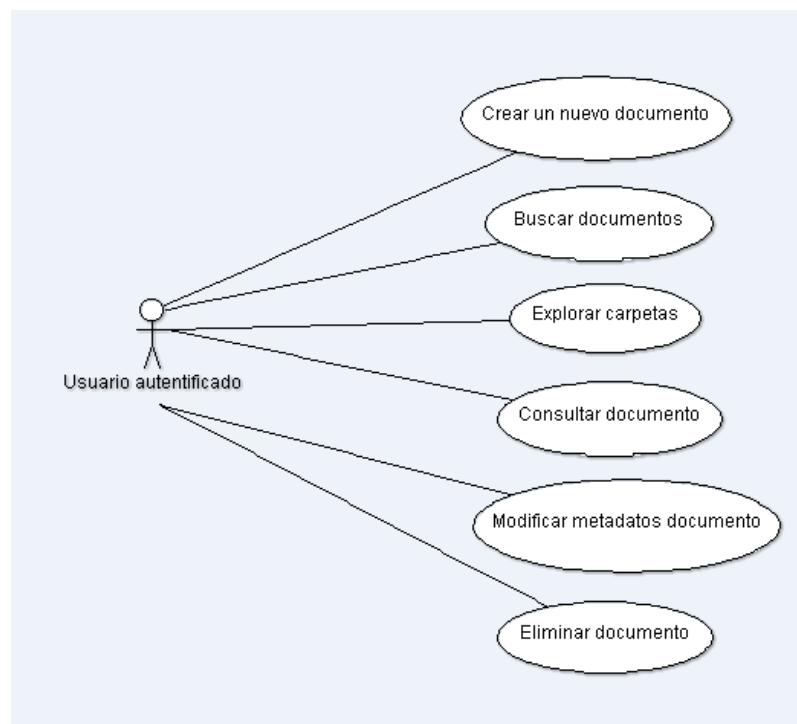 Crear un nuevo documento
Buscar documentos
Explorar carpetas
Usuario autentificado
Consultar documento
Modificar metadatos documento
Eliminar documento